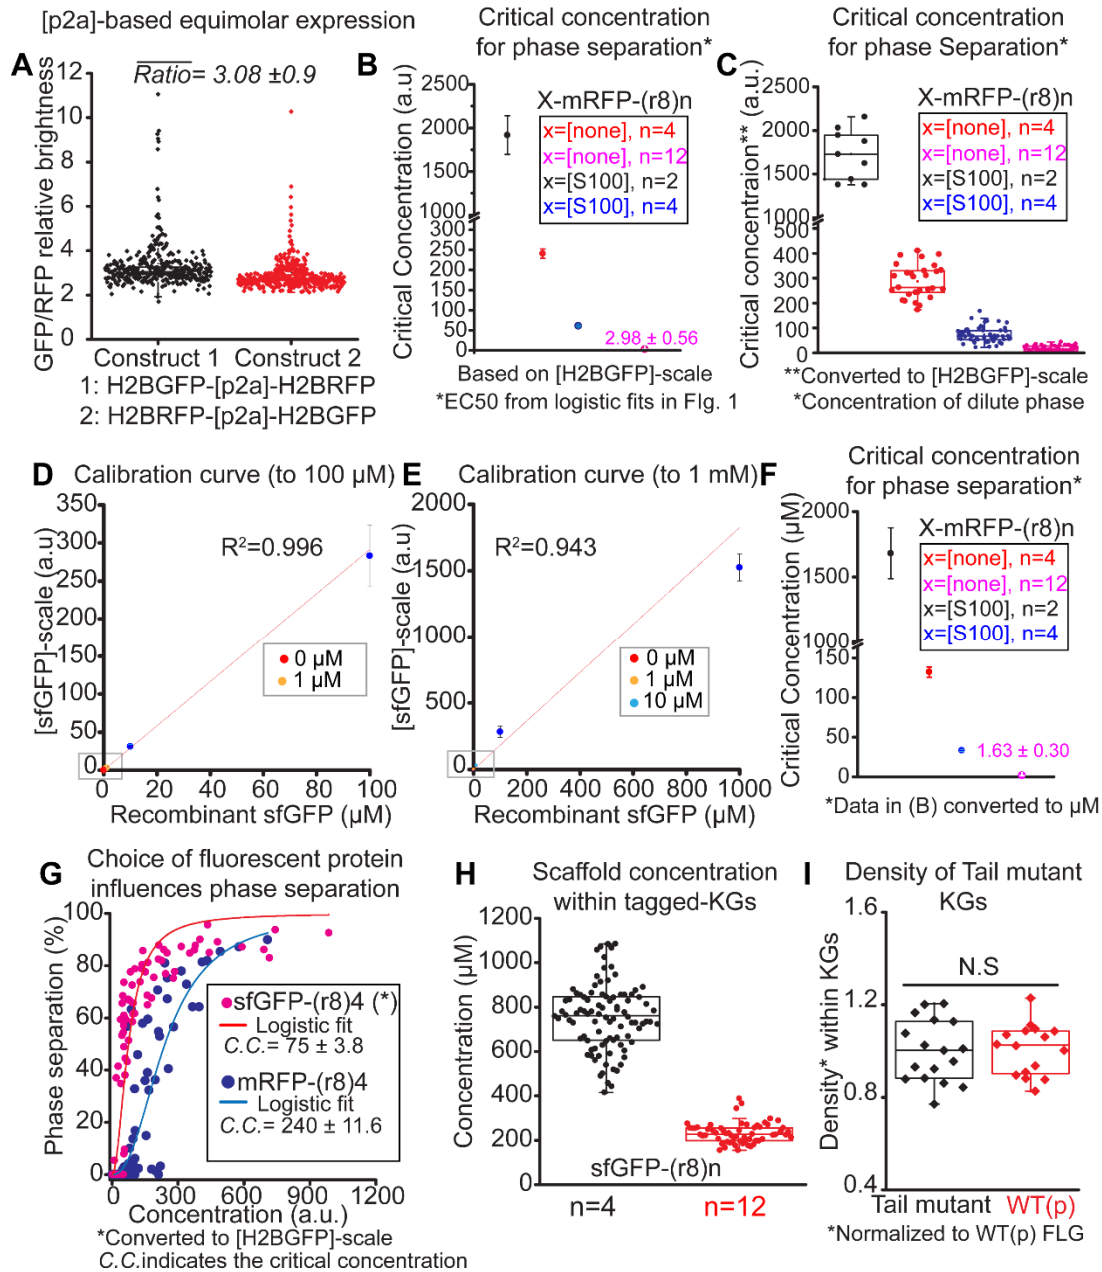 [p2a]-based equimolar expression
A
Ratio= 3.08 ±0.9
GFP/RFP relative brightness
12
10
8
6
4
2
0
Construct 1 Construct 2
1: H2BGFP-[p2a]-H2BRFP
2: H2BRFP-[p2a]-H2BGFP
B
Critical concentration
for phase separation*
Critical Concentration (a.u)
2500
2000
1500
1000
300
250
200
150
100
50
0
X-mRFP-(r8)n
x=[none], n=4
x=[none], n=12
x=[S100], n=2
x=[S100], n=4
2.98 ± 0.56
Based on [H2BGFP]-scale
*EC50 from logistic fits in FIg. 1
C
Critical concentration
for phase Separation*
Critical concentraion** (a.u.)
2500
2000
1500
1000
500
400
300
200
100
0
X-mRFP-(r8)n
x=[none], n=4
x=[none], n=12
x=[S100], n=2
x=[S100], n=4
**Converted to [H2BGFP]-scale
*Concentration of dilute phase
D
Calibration curve (to 100 µM)
[sfGFP]-scale (a.u)
350
300
250
200
150
100
50
0
R²=0.996
0 µM
1 µM
0 20 40 60 80 100
Recombinant sfGFP (µM)
E
Calibration curve (to 1 mM)
[sfGFP]-scale (a.u)
2000
1500
1000
500
0
R²=0.943
0 µM
1 µM
10 µM
0 200 400 600 800 1000
Recombinant sfGFP (µM)
F
Critical concentration
for phase separation*
Critical Concentration (µM)
2000
1500
1000
150
100
50
0
X-mRFP-(r8)n
x=[none], n=4
x=[none], n=12
x=[S100], n=2
x=[S100], n=4
1.63 ± 0.30
*Data in (B) converted to µM
G
Choice of fluorescent protein
influences phase separation
Phase separation (%)
100
80
60
40
20
0
sfGFP-(r8)4 (*)
Logistic fit
C.C.= 75 ± 3.8
mRFP-(r8)4
Logistic fit
C.C.= 240 ± 11.6
0 300 600 900 1200
Concentration (a.u.)
*Converted to [H2BGFP]-scale
C.C.indicates the critical concentration
H
Scaffold concentration
within tagged-KGs
Concentration (µM)
1200
1000
800
600
400
200
0
sfGFP-(r8)n
n=4 n=12
I
Density of Tail mutant
KGs
Density* within KGs
1.6
1.2
0.8
0.4
N.S
Tail mutant WT(p)
*Normalized to WT(p) FLG